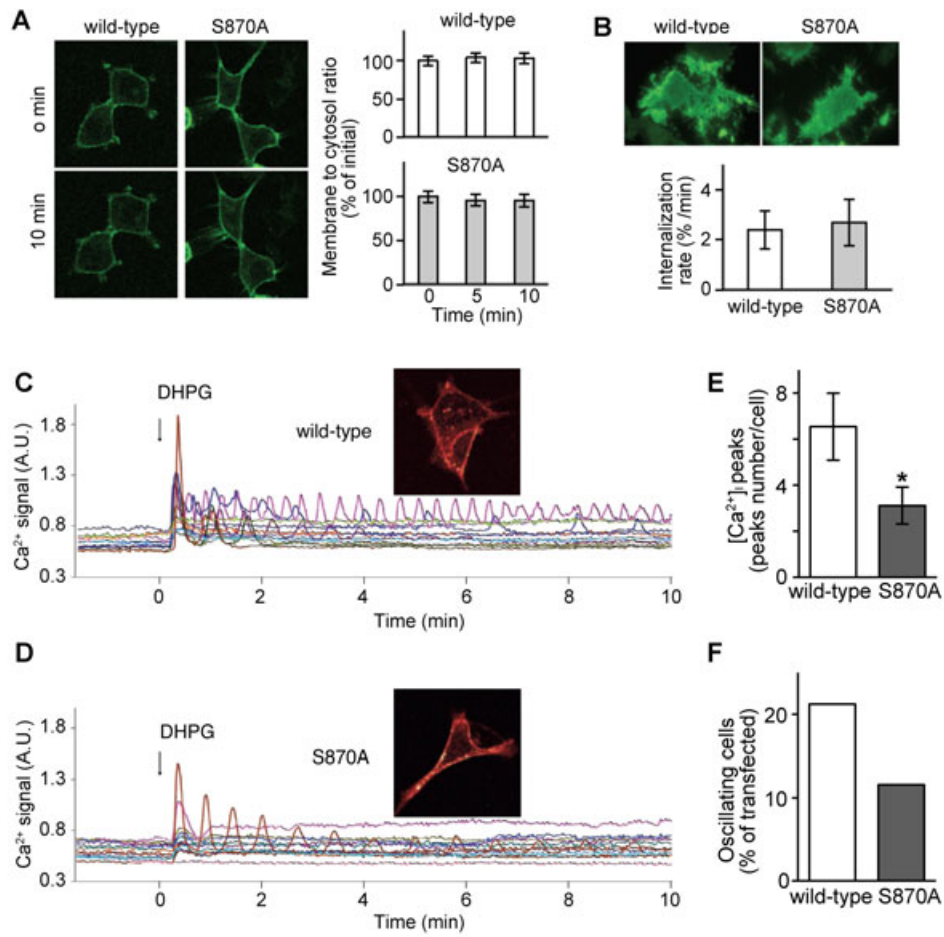 A
wild-type
S870A
0 min
10 min
wild-type
100
50
0
S870A
100
50
0
Membrane to cytosol ratio
(% of initial)
0 5 10
Time (min)
B
wild-type
S870A
Internalization
rate (% /min)
4
2
0
wild-type S870A
C
DHPG
wild-type
Ca²⁺ signal (A.U.)
1.8
1.3
0.8
0.3
0 2 4 6 8 10
Time (min)
D
DHPG
S870A
Ca²⁺ signal (A.U.)
1.8
1.3
0.8
0.3
0 2 4 6 8 10
Time (min)
E
[Ca²⁺]ᵢ peaks
(peaks number/cell)
8
4
0
*
wild-type S870A
F
Oscillating cells
(% of transfected)
20
10
0
wild-type S870A